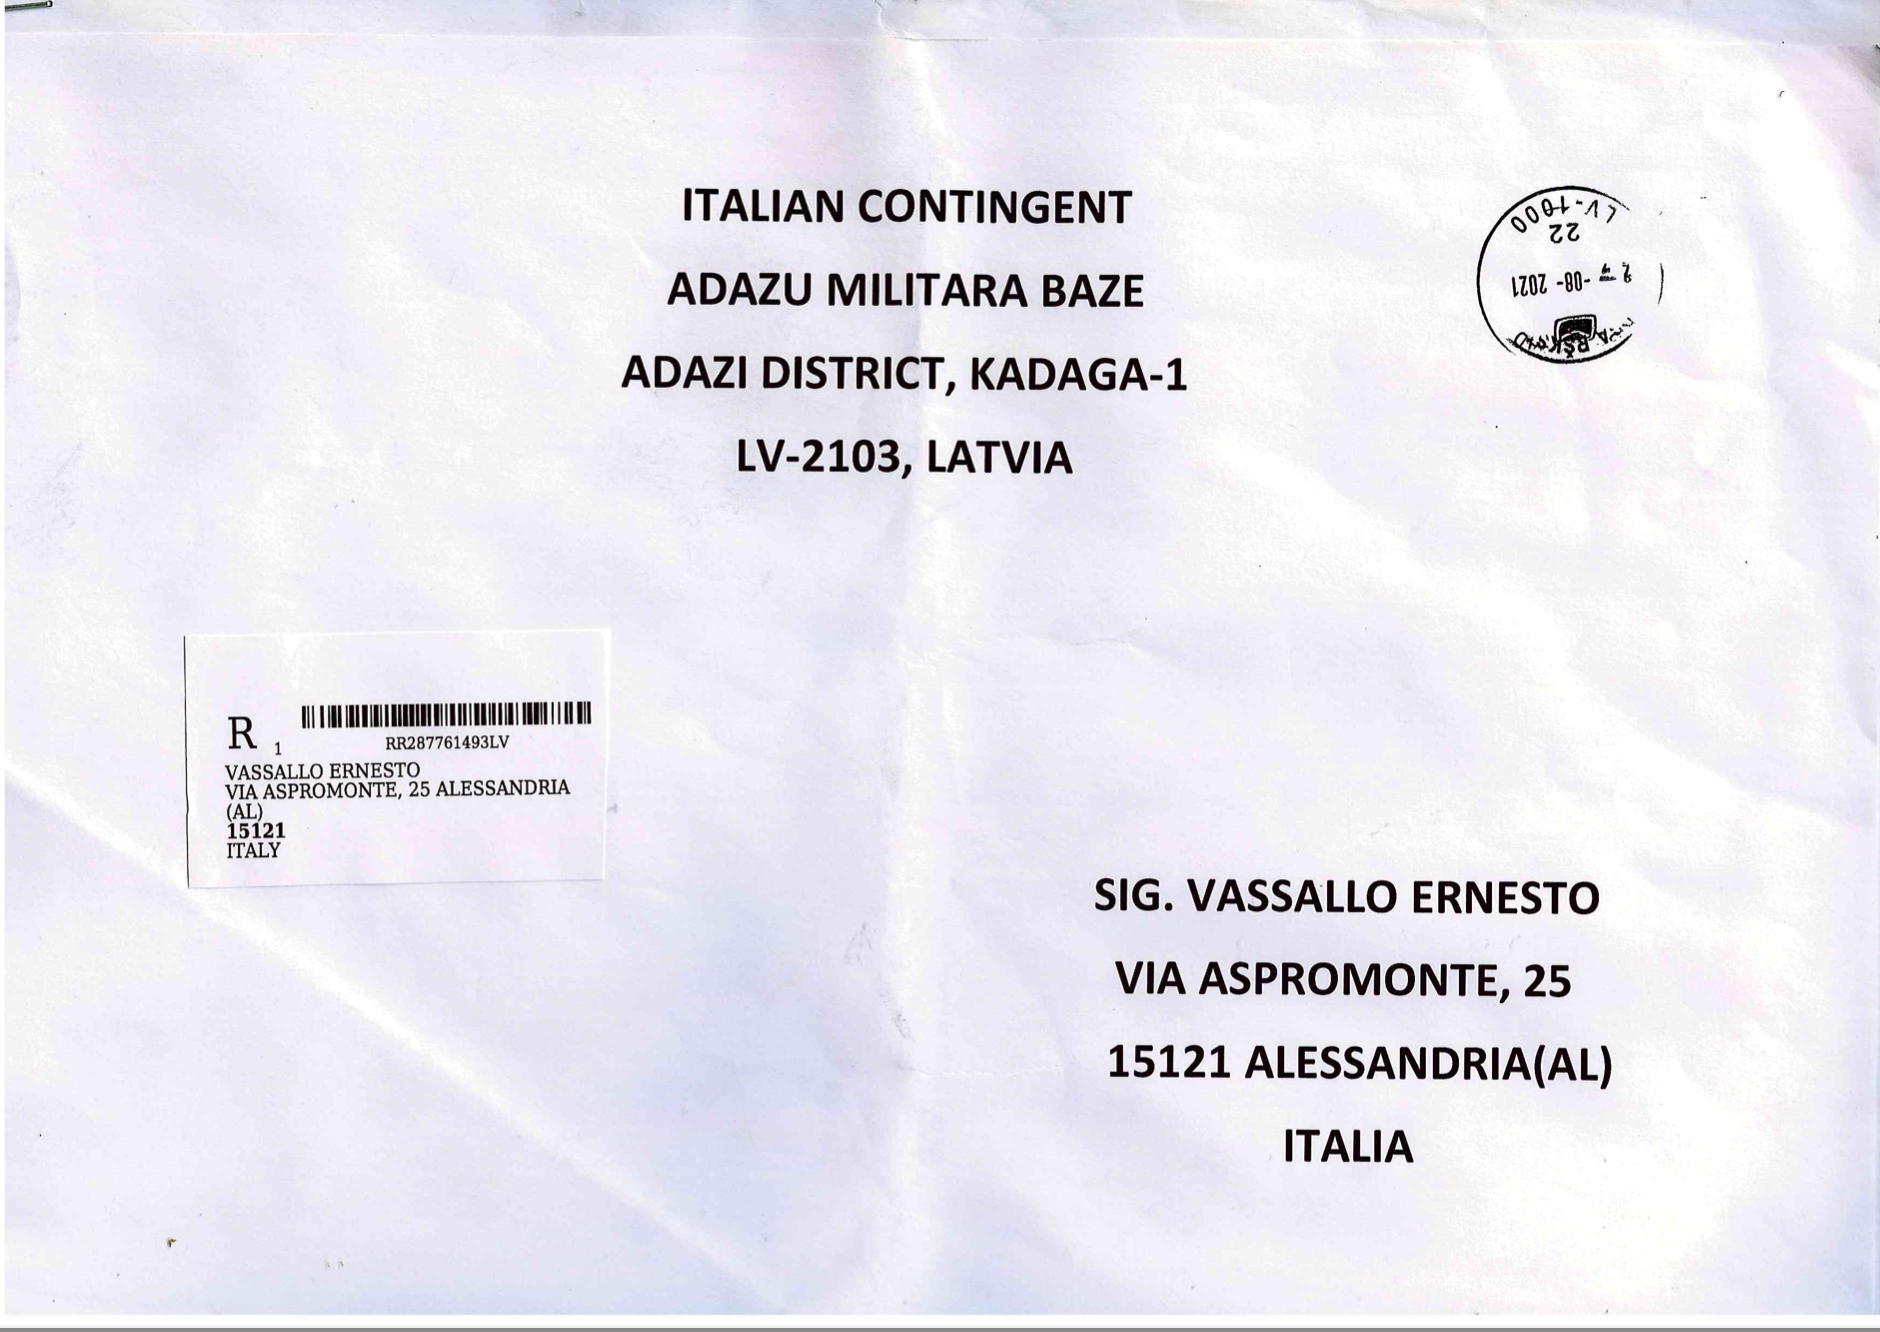 ITALIAN CONTINGENT
ADAZU MILITARA BAZE
ADAZI DISTRICT, KADAGA-1
LV-2103, LATVIA
LV-1000
22
-08- 2021
R 1
RR287761493LV
VASSALLO ERNESTO
VIA ASPROMONTE, 25 ALESSANDRIA
(AL)
15121
ITALY
SIG. VASSALLO ERNESTO
VIA ASPROMONTE, 25
15121 ALESSANDRIA(AL)
ITALIA